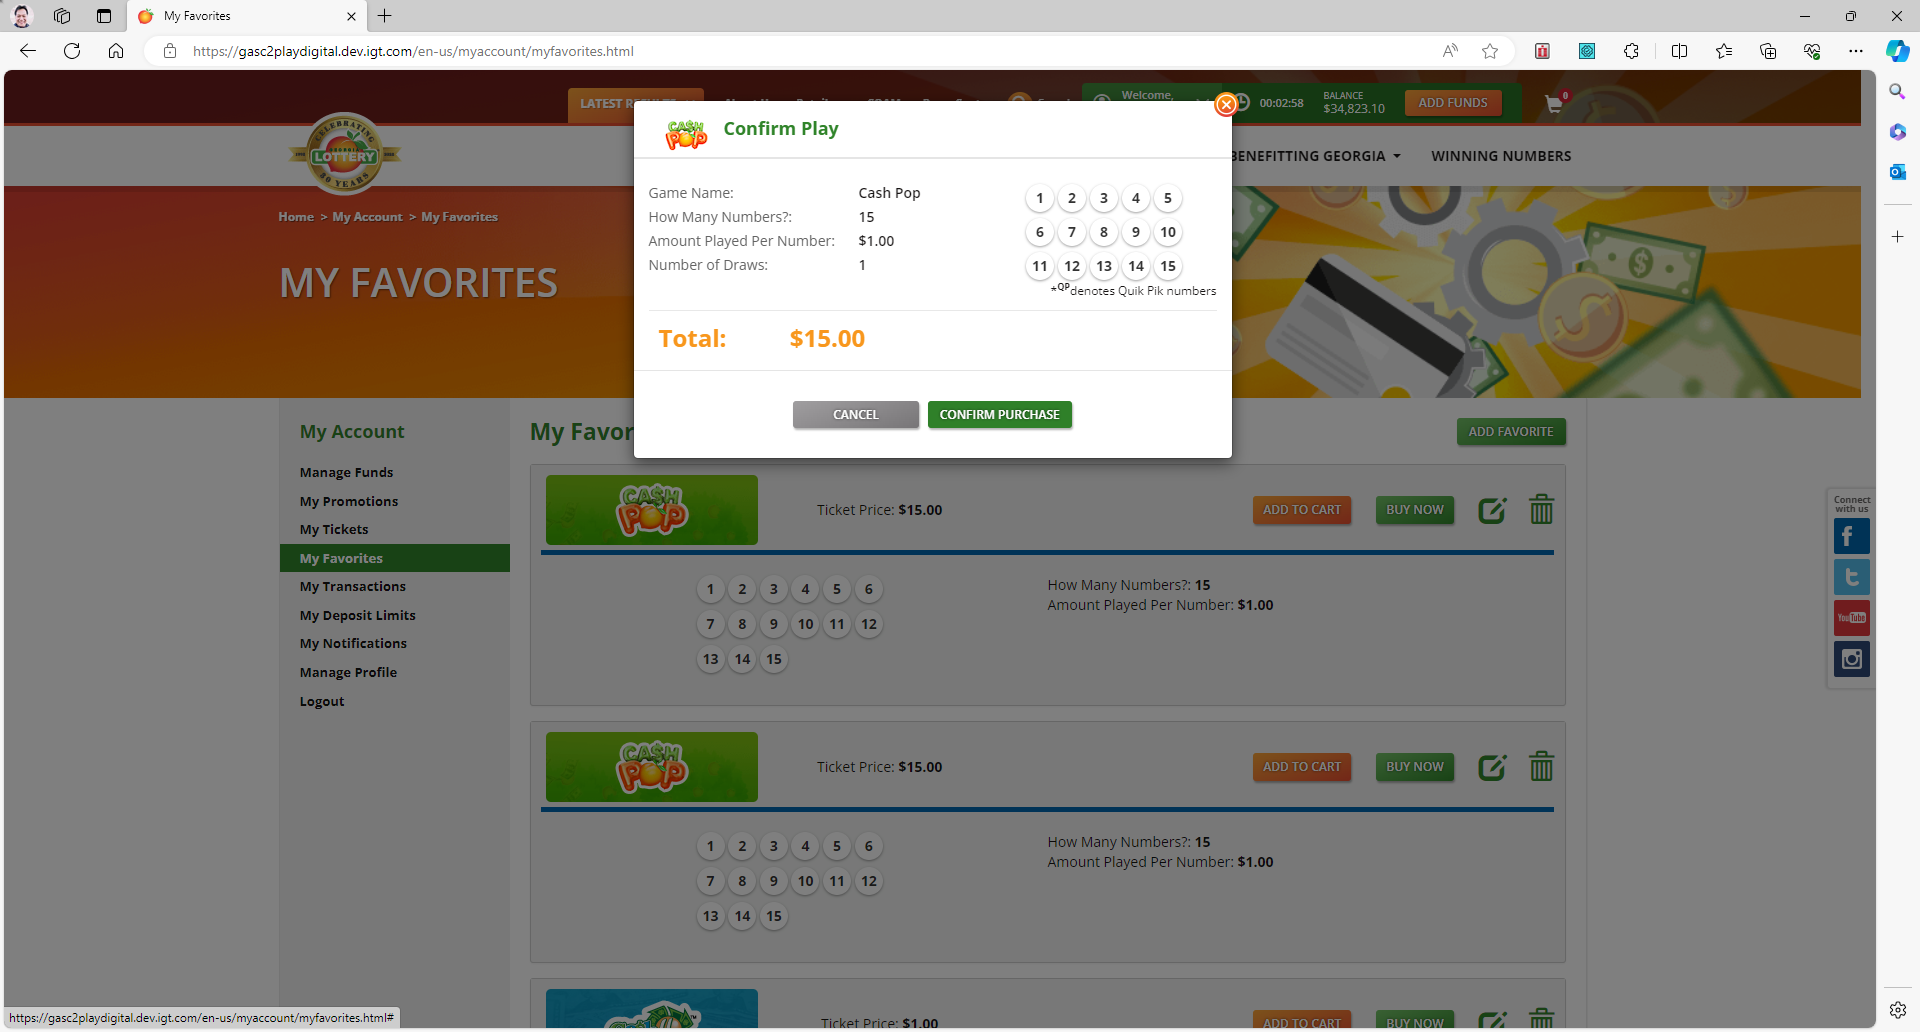 My Favorites
https://gasc2playdigital.dev.igt.com/en-us/myaccount/myfavorites.html
LATEST
Welcome,
00:02:58
BALANCE
$34,823.10
ADD FUNDS
0
CELEBRATING
GEORGIA
LOTTERY
30 YEARS
BENEFITTING GEORGIA
WINNING NUMBERS
Home > My Account > My Favorites
MY FAVORITES
CASH POP
Confirm Play
Game Name: Cash Pop
How Many Numbers?: 15
Amount Played Per Number: $1.00
Number of Draws: 1
1 2 3 4 5
6 7 8 9 10
11 12 13 14 15
*QPdenotes Quik Pik numbers
Total: $15.00
CANCEL
CONFIRM PURCHASE
My Account
Manage Funds
My Promotions
My Tickets
My Favorites
My Transactions
My Deposit Limits
My Notifications
Manage Profile
Logout
My Favor
ADD FAVORITE
CASH POP
Ticket Price: $15.00
ADD TO CART
BUY NOW
1 2 3 4 5 6
7 8 9 10 11 12
13 14 15
How Many Numbers?: 15
Amount Played Per Number: $1.00
CASH POP
Ticket Price: $15.00
ADD TO CART
BUY NOW
1 2 3 4 5 6
7 8 9 10 11 12
13 14 15
How Many Numbers?: 15
Amount Played Per Number: $1.00
Ticket Price: $1.00
ADD TO CART
BUY NOW
Connect
with us
YouTube
https://gasc2playdigital.dev.igt.com/en-us/myaccount/myfavorites.html#